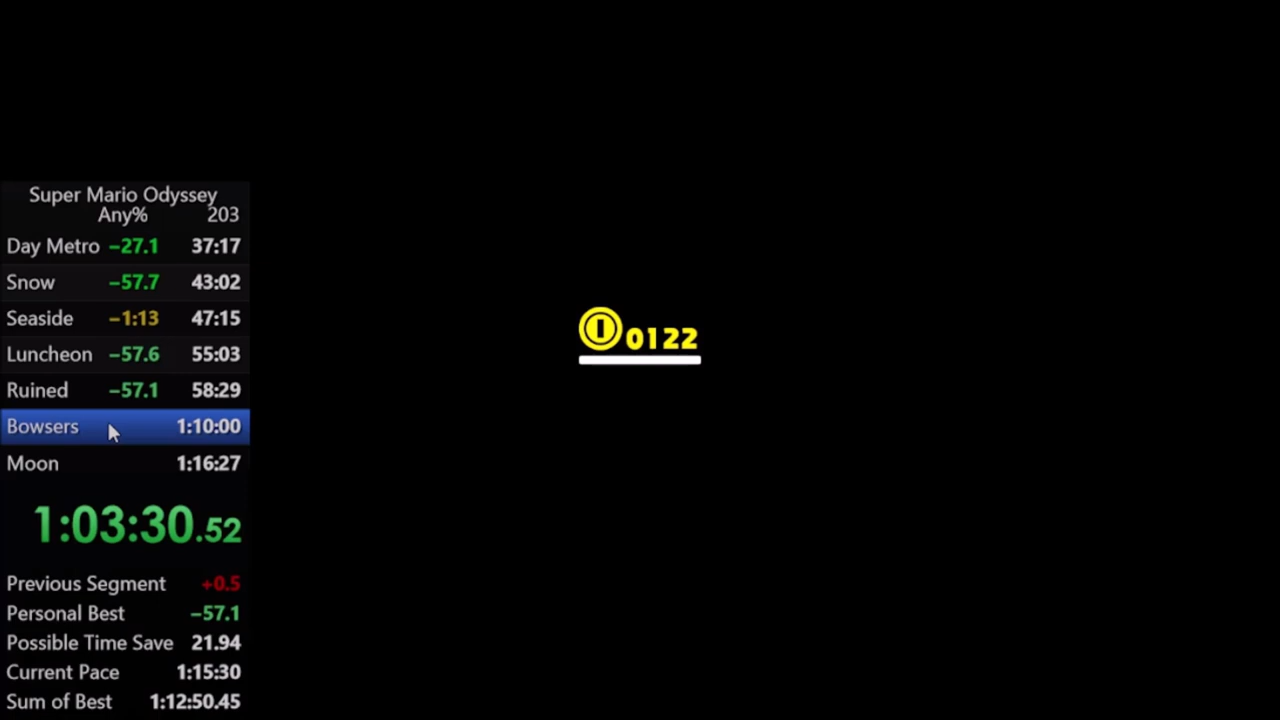 Super Mario Odyssey
Any% 203
Day Metro −27.1 37:17
Snow −57.7 43:02
Seaside −1:13 47:15
Luncheon −57.6 55:03
Ruined −57.1 58:29
Bowsers 1:10:00
Moon 1:16:27
1:03:30.52
Previous Segment +0.5
Personal Best −57.1
Possible Time Save 21.94
Current Pace 1:15:30
Sum of Best 1:12:50.45
0122